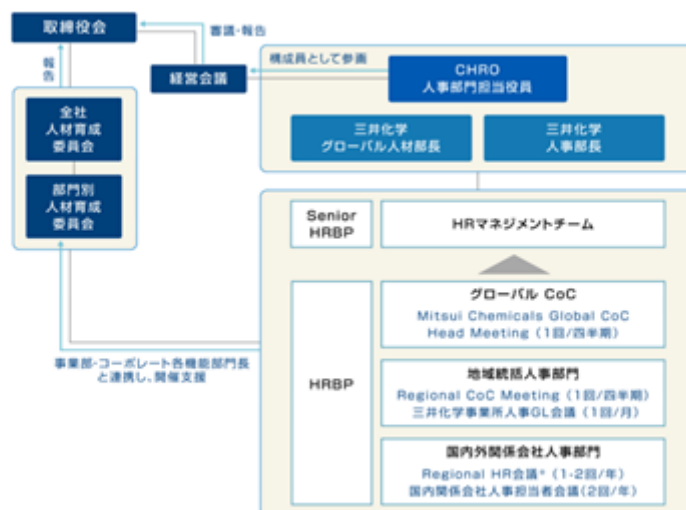 取締役会
審議・報告
報告
経営会議
構成員として参画
CHRO
人事部門担当役員
全社
人材育成
委員会
三井化学
グローバル人材部長
三井化学
人事部長
部門別
人材育成
委員会
Senior
HRBP
HRマネジメントチーム
グローバル CoC
Mitsui Chemicals Global CoC
Head Meeting（1回/四半期）
事業部・コーポレート各機能部門長
と連携し、開催支援
HRBP
地域統括人事部門
Regional CoC Meeting（1回/四半期）
三井化学事業所人事GL会議（1回/月）
国内外関係会社人事部門
Regional HR会議*（1-2回/年）
国内関係会社人事担当者会議（2回/年）